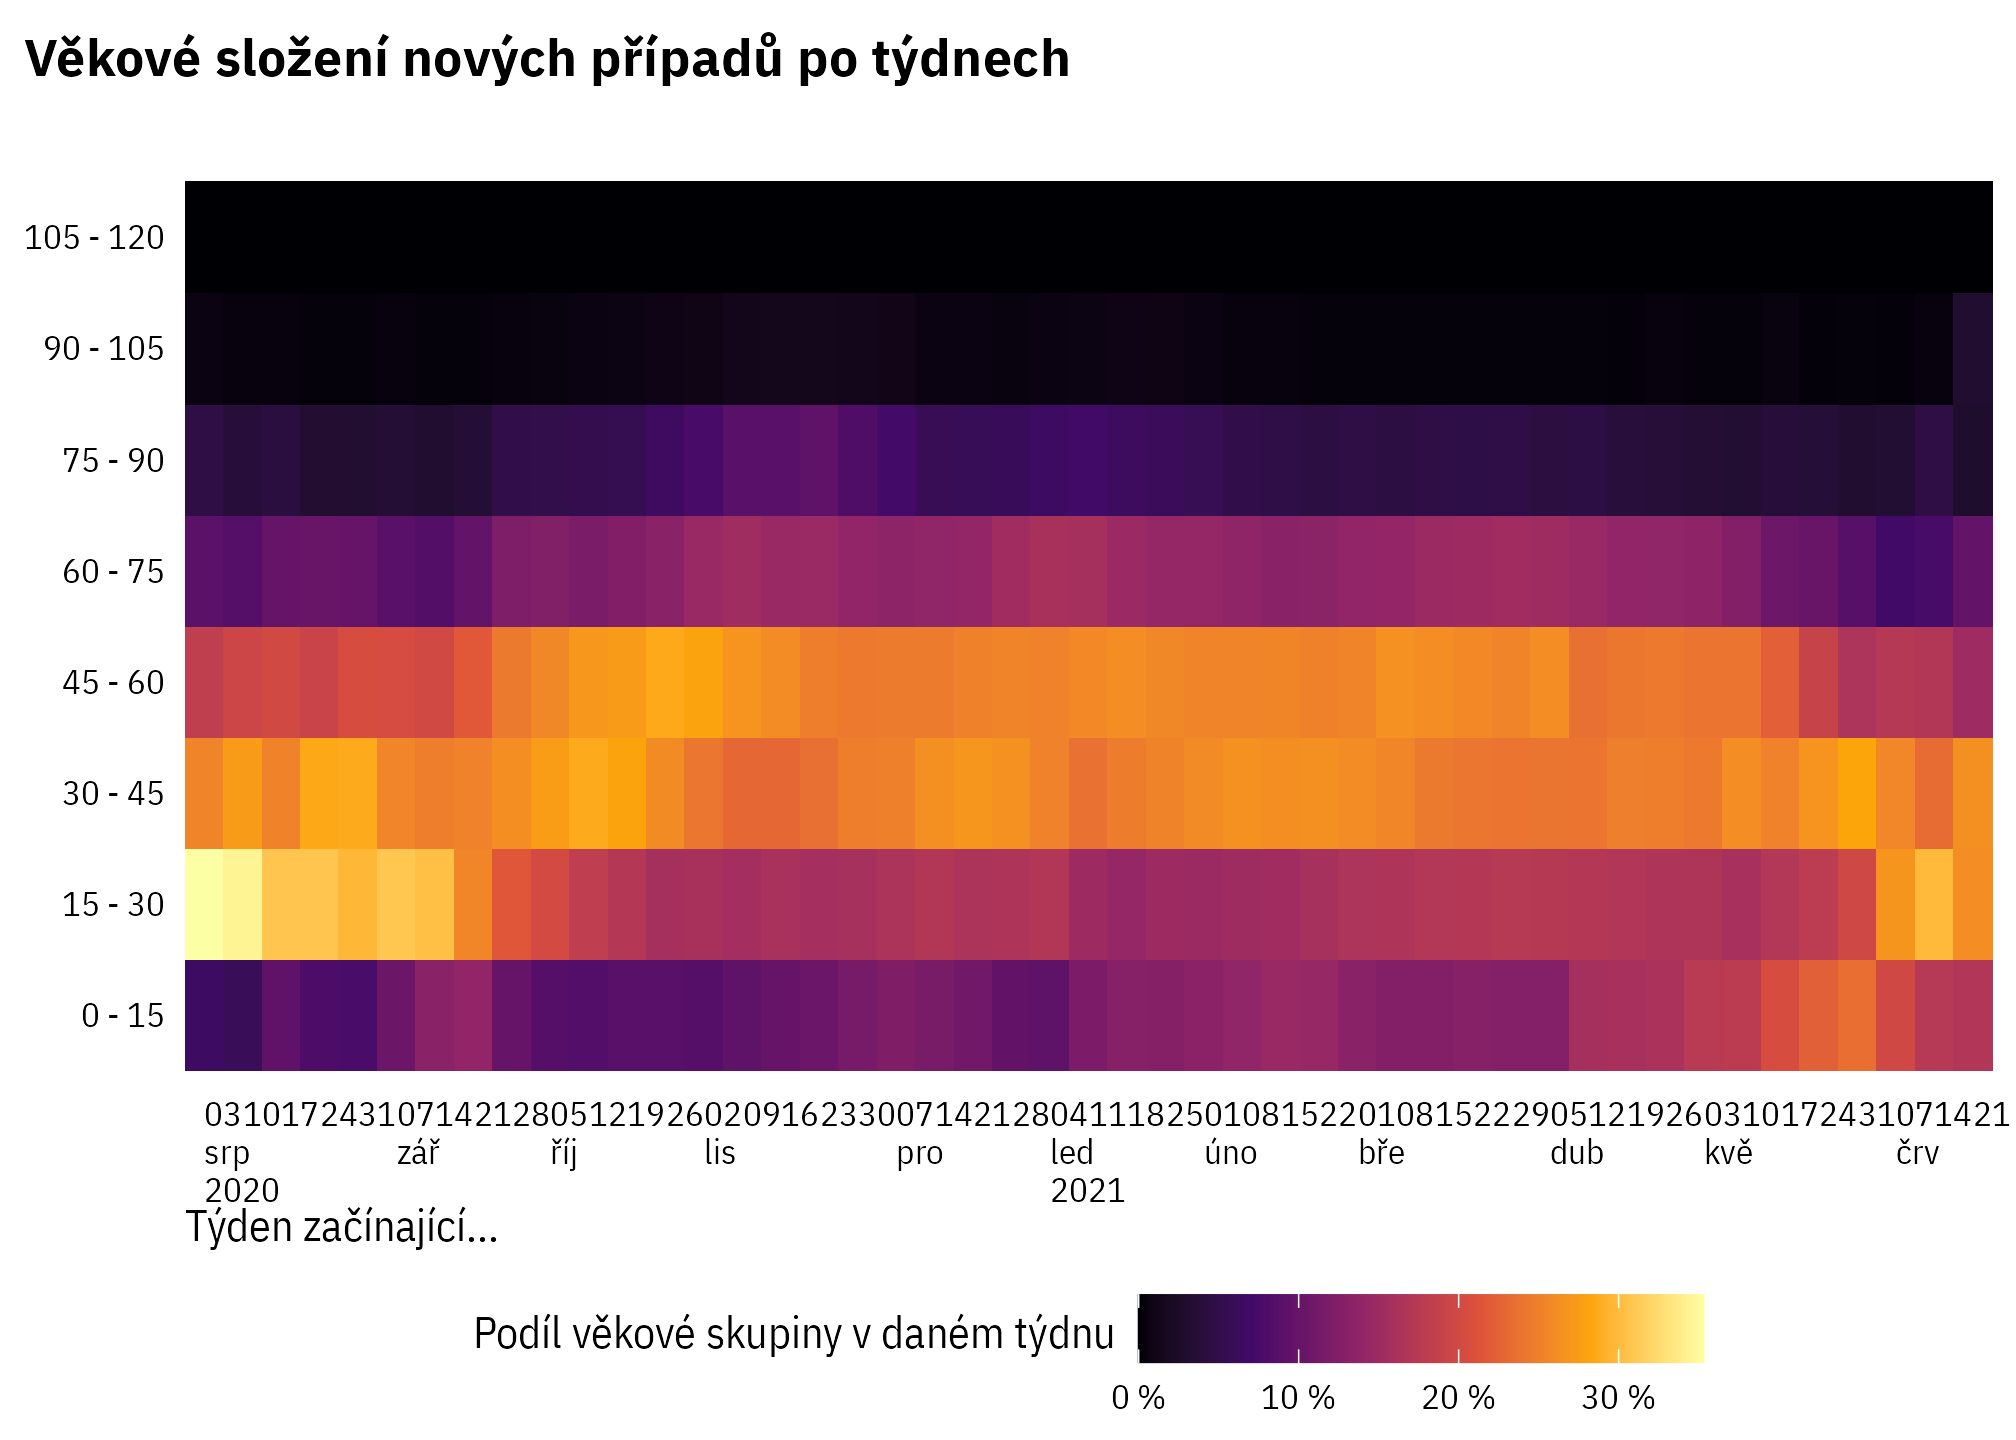 Věkové složení nových případů po týdnech
105 - 120
90 - 105
75 - 90
60 - 75
45 - 60
30 - 45
15 - 30
0 - 15
0310172431071421280512192602091623300714212804111825010815220108152229051219260310172431071421
srp zář říj lis pro led úno bře dub kvě črv
2020 2021
Týden začínající...
Podíl věkové skupiny v daném týdnu
0 % 10 % 20 % 30 %